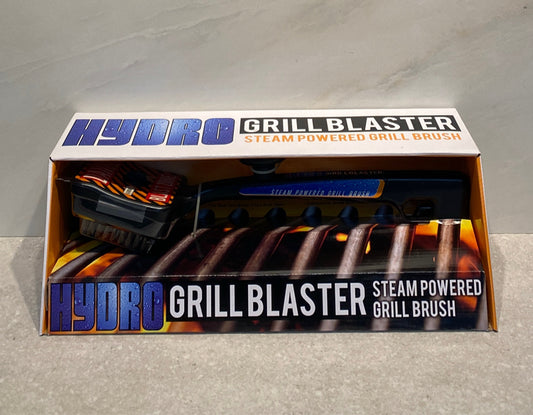 HYDRO GRILL BLASTER
STEAM POWERED GRILL BRUSH
GRILL BLASTER
STEAM POWERED GRILL BRUSH
HYDRO GRILL BLASTER STEAM POWERED
GRILL BRUSH